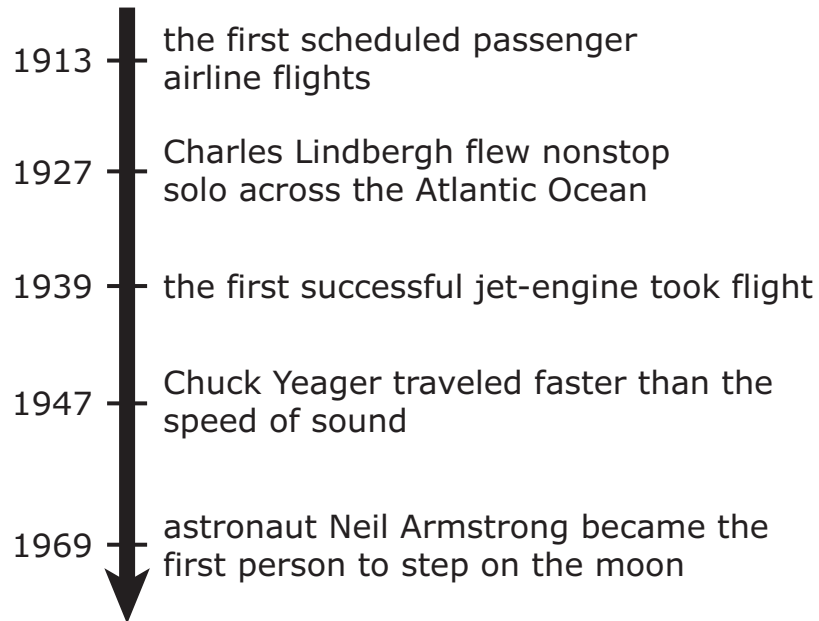 1913
the first scheduled passenger
airline flights
1927
Charles Lindbergh flew nonstop
solo across the Atlantic Ocean
1939
the first successful jet-engine took flight
1947
Chuck Yeager traveled faster than the
speed of sound
1969
astronaut Neil Armstrong became the
first person to step on the moon